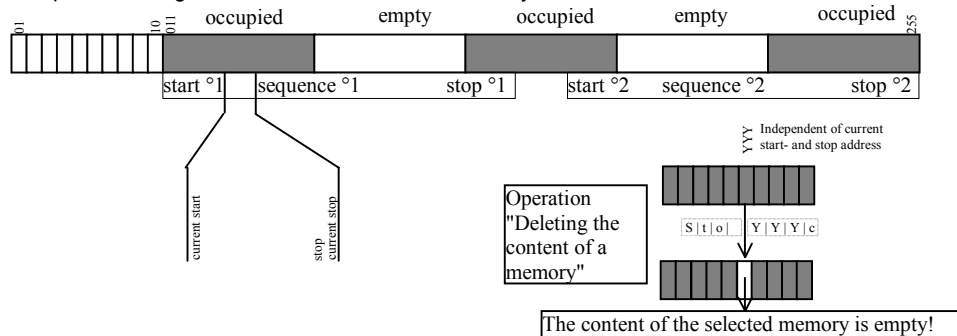 occupied empty occupied empty occupied
01 10 011 255
start °1 sequence °1 stop °1 start °2 sequence °2 stop °2
current start
stop
current stop
YYY
Independent of current
start- and stop address
Operation
"Deleting the
content of a
memory"
S | t | o | Y | Y | Y | c
The content of the selected memory is empty!